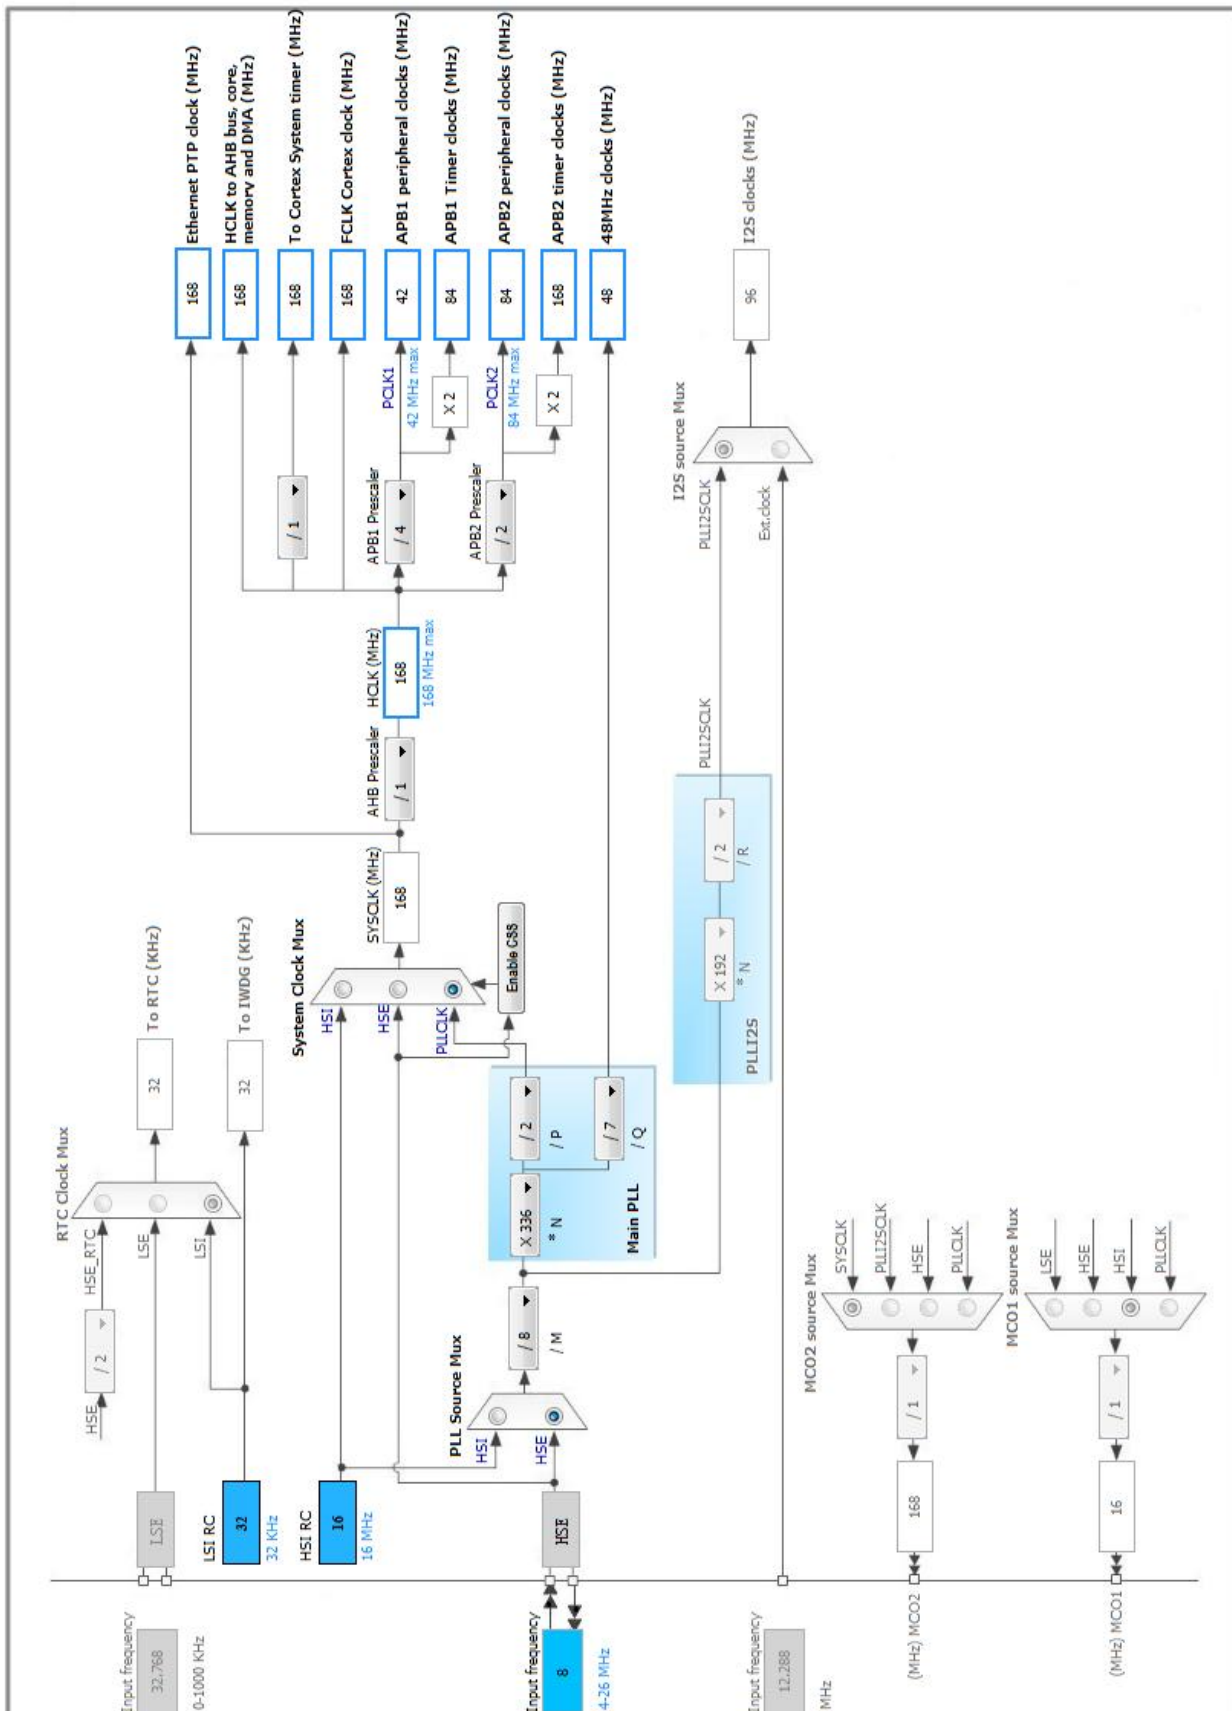 Input frequency
32.768
0-1000 KHz
LSE
HSE
/ 2
HSE_RTC
LSE
LSI
RTC Clock Mux
32
To RTC (KHz)
LSI RC
32
32 KHz
32
To IWDG (KHz)
HSI RC
16
16 MHz
Input frequency
8
4-26 MHz
HSE
PLL Source Mux
HSI
HSE
/ 8
/ M
X 336
* N
/ 2
/ P
/ 7
/ Q
Main PLL
System Clock Mux
HSI
HSE
PLLCLK
Enable CSS
SYSCLK (MHz)
168
AHB Prescaler
/ 1
HCLK (MHz)
168
168 MHz max
/ 1
APB1 Prescaler
/ 4
PCLK1
42 MHz max
X 2
APB2 Prescaler
/ 2
PCLK2
84 MHz max
X 2
168
Ethernet PTP clock (MHz)
168
HCLK to AHB bus, core,
memory and DMA (MHz)
168
To Cortex System timer (MHz)
168
FCLK Cortex clock (MHz)
42
APB1 peripheral clocks (MHz)
84
APB1 Timer clocks (MHz)
84
APB2 peripheral clocks (MHz)
168
APB2 timer clocks (MHz)
48
48MHz clocks (MHz)
PLLI2S
X 192
* N
/ 2
/ R
PLLI2SCLK
PLLI2SCLK
Ext.clock
I2S source Mux
96
I2S clocks (MHz)
Input frequency
12.288
MHz
MCO2 source Mux
SYSCLK
PLLI2SCLK
HSE
PLLCLK
/ 1
168
(MHz) MCO2
MCO1 source Mux
LSE
HSE
HSI
PLLCLK
/ 1
16
(MHz) MCO1